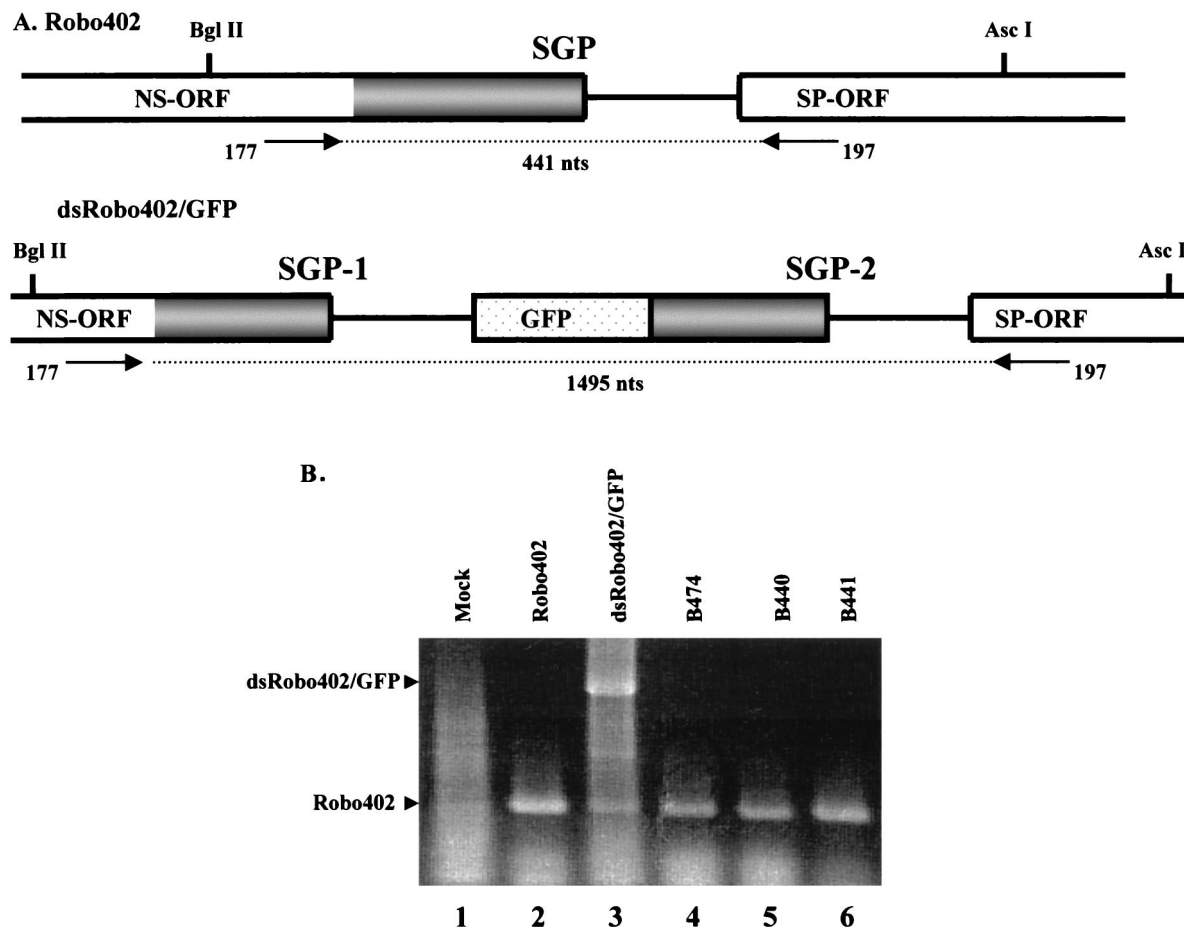 A. Robo402
Bgl II
SGP
Asc I
NS-ORF
SP-ORF
177
441 nts
197
dsRobo402/GFP
Bgl II
SGP-1
SGP-2
Asc I
NS-ORF
GFP
SP-ORF
177
1495 nts
197
B.
Mock
Robo402
dsRobo402/GFP
B474
B440
B441
dsRobo402/GFP
Robo402
1 2 3 4 5 6